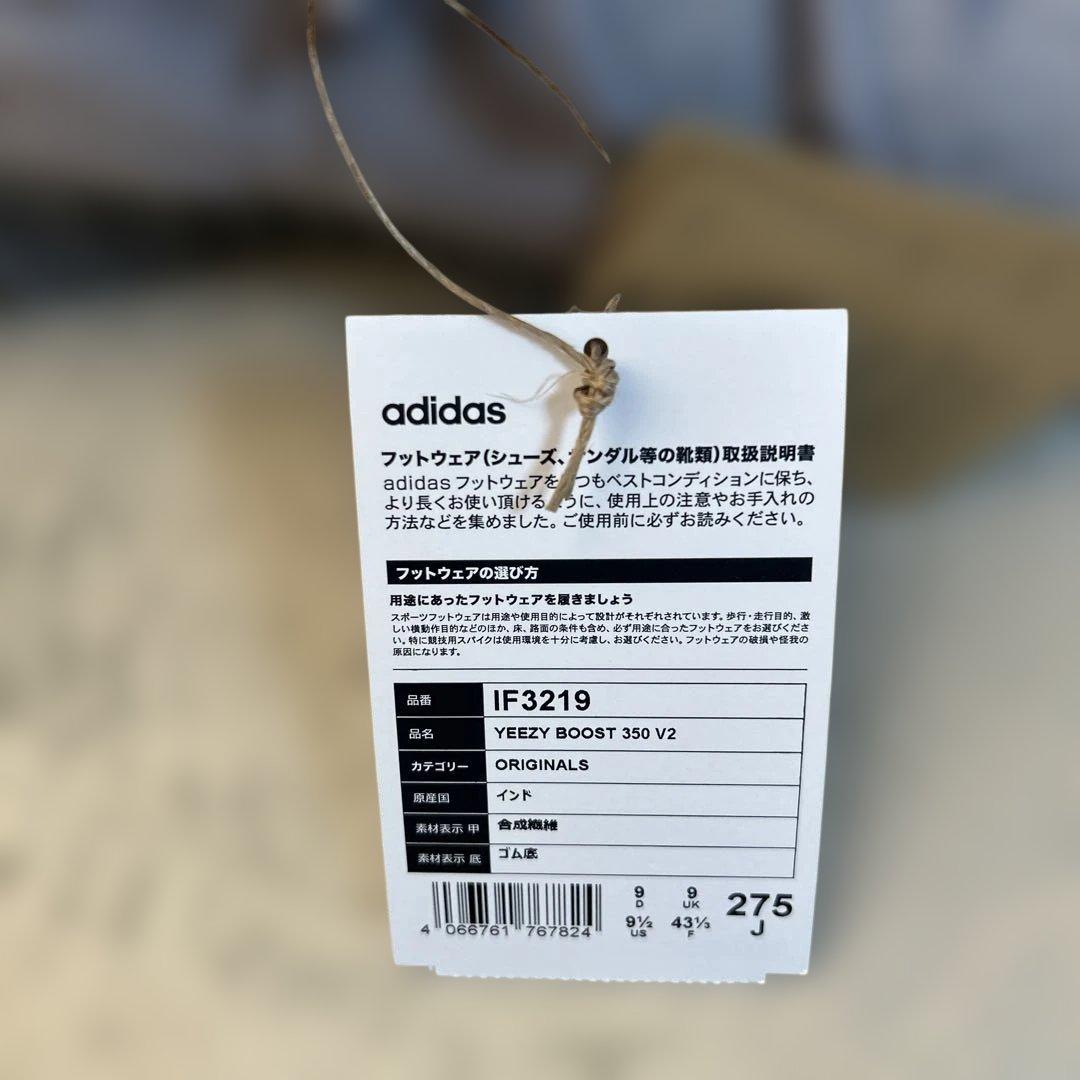 adidas
フットウェア(シューズ、サンダル等の靴類)取扱説明書
adidas フットウェアをいつもベストコンディションに保ち、
より長くお使い頂けるように、使用上の注意やお手入れの
方法などを集めました。ご使用前に必ずお読みください。
フットウェアの選び方
用途にあったフットウェアを履きましょう
スポーツフットウェアは用途や使用目的によって設計がそれぞれされています。歩行・走行目的、激
しい横動作目的などのほか、床、路面の条件も含め、必ず用途に合ったフットウェアをお選びくださ
い。特に競技用スパイクは使用環境を十分に考慮し、お選びください。フットウェアの破損や怪我の
原因になります。
品番 IF3219
品名 YEEZY BOOST 350 V2
カテゴリー ORIGINALS
原産国 インド
素材表示 甲 合成繊維
素材表示 底 ゴム底
9 9 275
D UK J
9½ 43⅓
US F
4 066761 767824